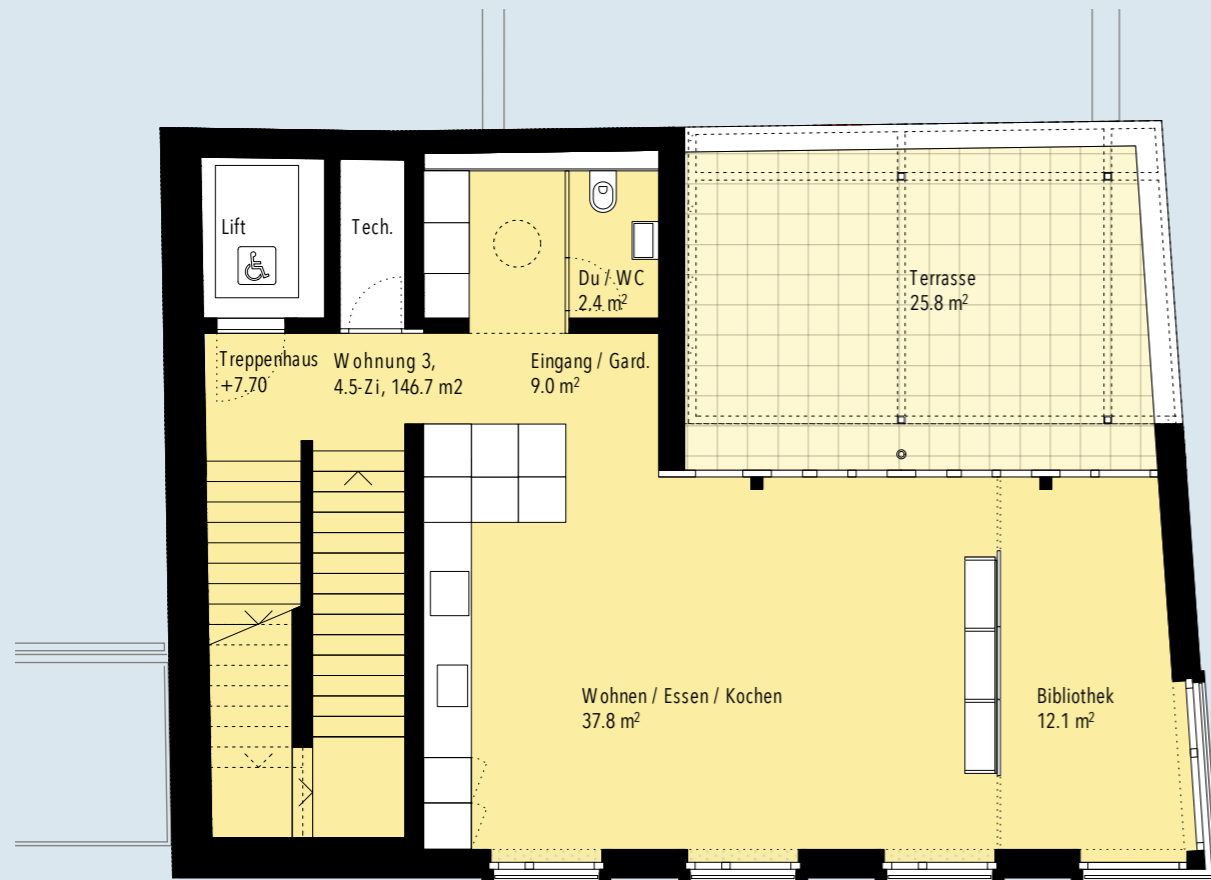 Lift
Tech.
Du / WC
2.4 m²
Terrasse
25.8 m²
Treppenhaus
+7.70
Wohnung 3,
4.5-Zi, 146.7 m2
Eingang / Gard.
9.0 m²
Wohnen / Essen / Kochen
37.8 m²
Bibliothek
12.1 m²